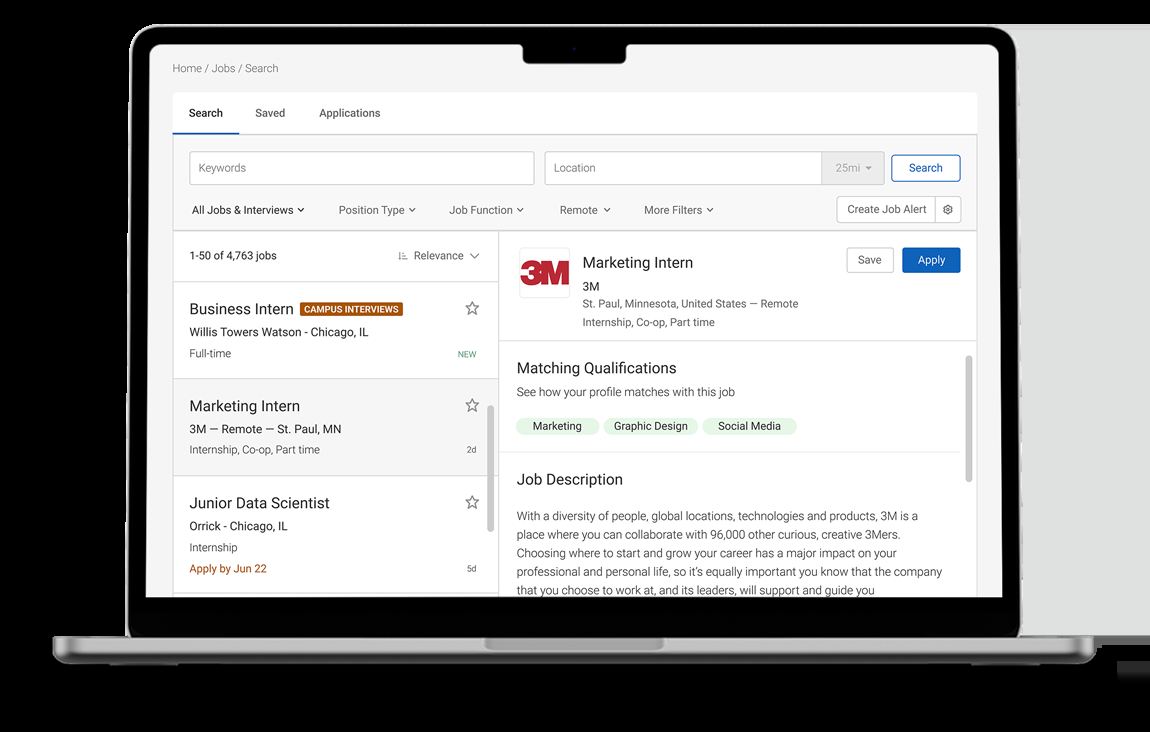 Home / Jobs / Search
Search Saved Applications
Keywords Location 25mi Search
All Jobs & Interviews Position Type Job Function Remote More Filters Create Job Alert
1-50 of 4,763 jobs Relevance
Business Intern CAMPUS INTERVIEWS
Willis Towers Watson - Chicago, IL
Full-time NEW
Marketing Intern
3M — Remote — St. Paul, MN
Internship, Co-op, Part time 2d
Junior Data Scientist
Orrick - Chicago, IL
Internship
Apply by Jun 22 5d
3M
Marketing Intern Save Apply
3M
St. Paul, Minnesota, United States — Remote
Internship, Co-op, Part time
Matching Qualifications
See how your profile matches with this job
Marketing Graphic Design Social Media
Job Description
With a diversity of people, global locations, technologies and products, 3M is a
place where you can collaborate with 96,000 other curious, creative 3Mers.
Choosing where to start and grow your career has a major impact on your
professional and personal life, so it's equally important you know that the company
that you choose to work at, and its leaders, will support and guide you